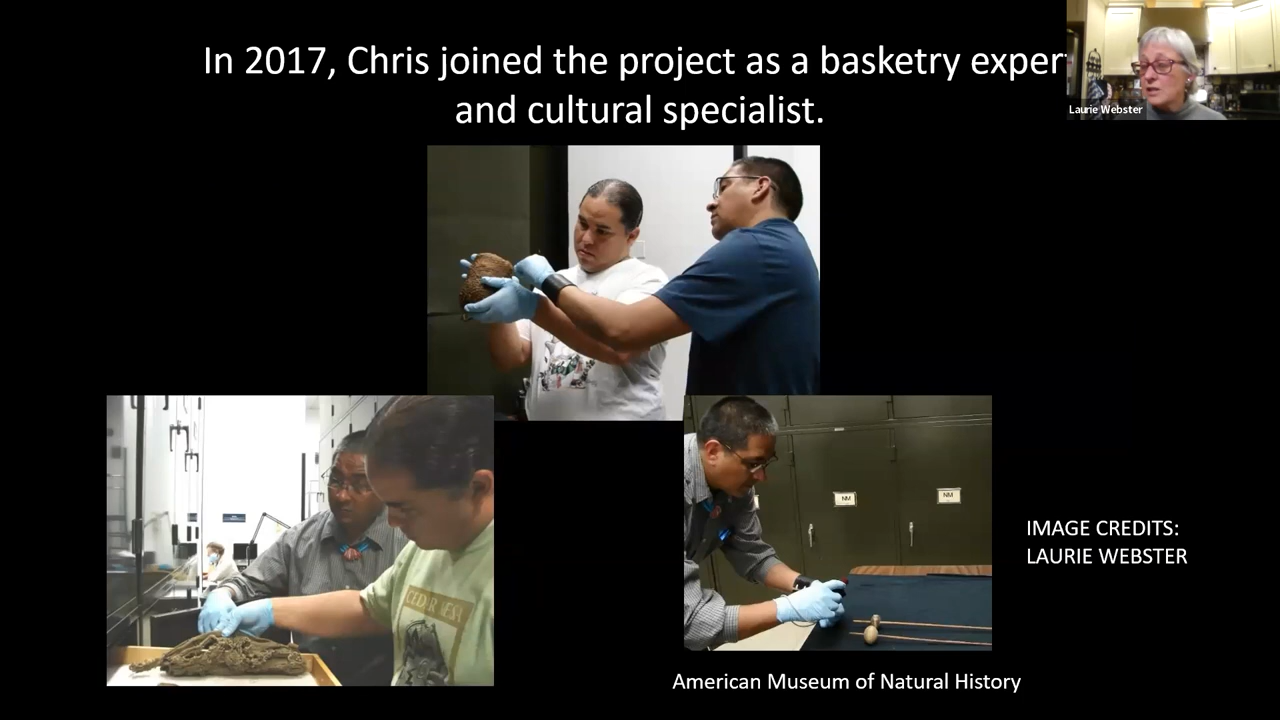 In 2017, Chris joined the project as a basketry exper
and cultural specialist.
Laurie Webster
NM
NM
IMAGE CREDITS:
LAURIE WEBSTER
American Museum of Natural History